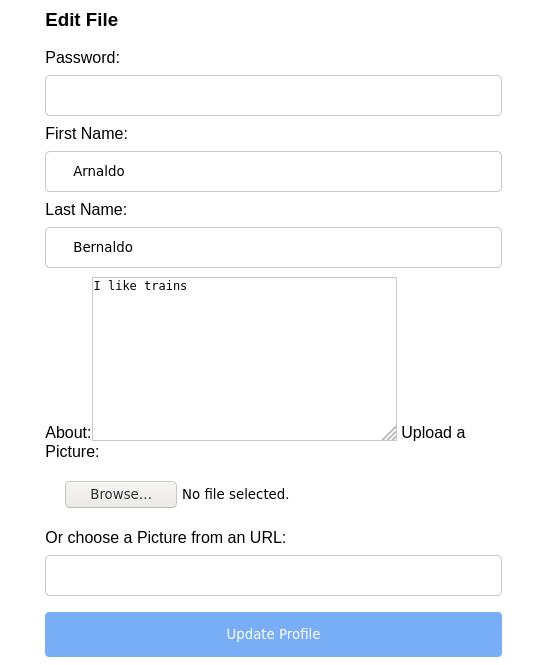 Edit File
Password:
First Name:
Arnaldo
Last Name:
Bernaldo
I like trains
About:
Upload a
Picture:
Browse...
No file selected.
Or choose a Picture from an URL:
Update Profile